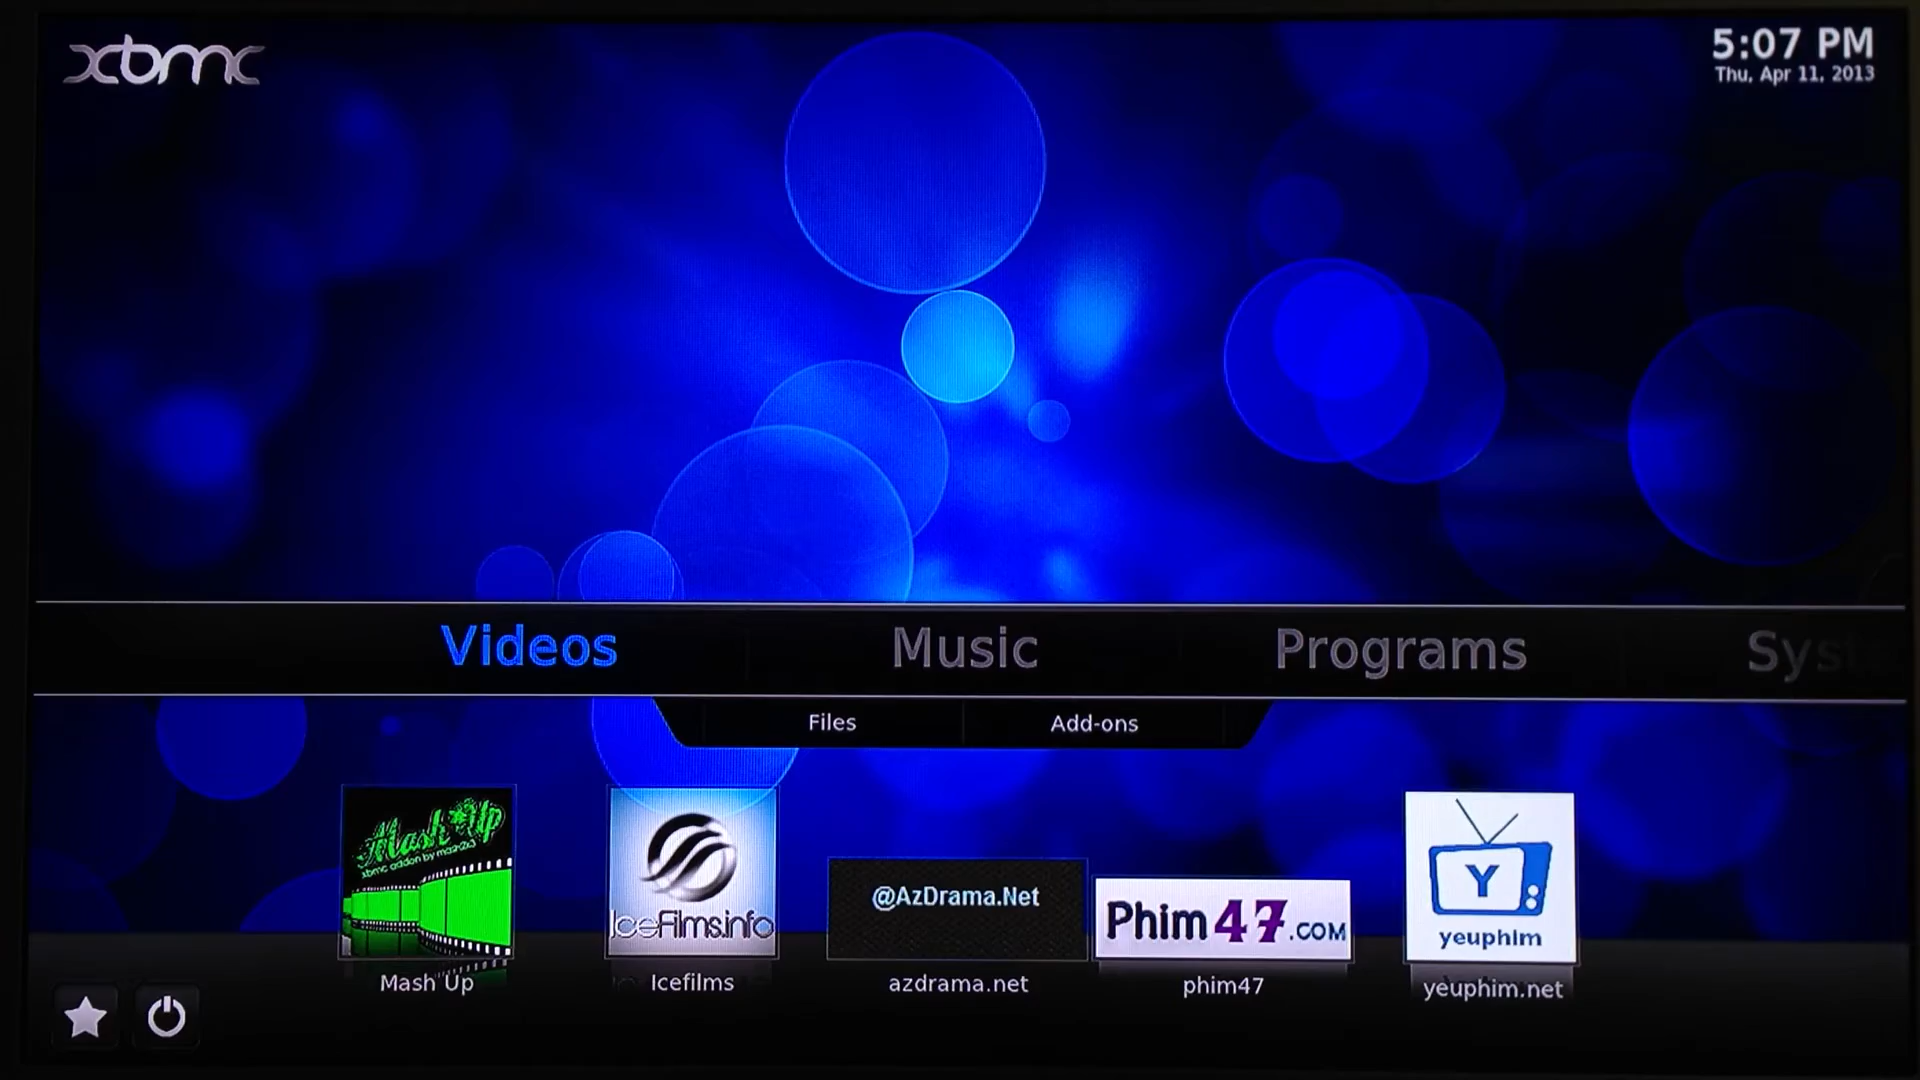 xbmc
5:07 PM
Thu, Apr 11, 2013
Videos
Music
Programs
Files
Add-ons
Mash Up
xbmc addon by mash2k3
IceFilms.info
@AzDrama.Net
Phim47.com
Y
yeuphim
Mash Up
Icefilms
azdrama.net
phim47
yeuphim.net